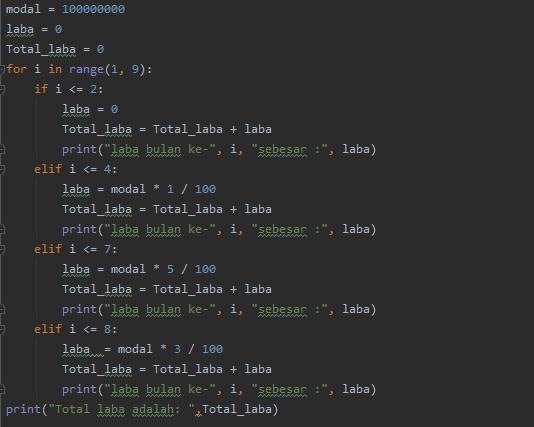 modal = 100000000
laba = 0
Total_laba = 0
for i in range(1, 9):
    if i <= 2:
        laba = 0
        Total_laba = Total_laba + laba
        print("laba bulan ke-", i, "sebesar :", laba)
    elif i <= 4:
        laba = modal * 1 / 100
        Total_laba = Total_laba + laba
        print("laba bulan ke-", i, "sebesar :", laba)
    elif i <= 7:
        laba = modal * 5 / 100
        Total_laba = Total_laba + laba
        print("laba bulan ke-", i, "sebesar :", laba)
    elif i <= 8:
        laba  = modal * 3 / 100
        Total_laba = Total_laba + laba
        print("laba bulan ke-", i, "sebesar :", laba)
print("Total laba adalah: ",Total_laba)